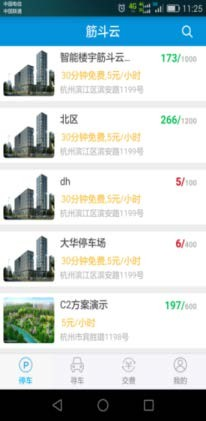 中国电信
中国联通
4G
11:25
筋斗云
智能楼宇筋斗云…
173/1000
30分钟免费,5元/小时
杭州滨江区滨安路1199号
北区
266/1200
30分钟免费,5元/小时
杭州滨江区滨安路1199号
dh
5/100
30分钟免费,5元/小时
杭州滨江区滨安路1199号
大华停车场
6/400
30分钟免费,5元/小时
杭州滨江区滨安路1199号
C2方案演示
197/600
5元/小时
杭州市宾胜路1198号
P
停车
寻车
交费
我的